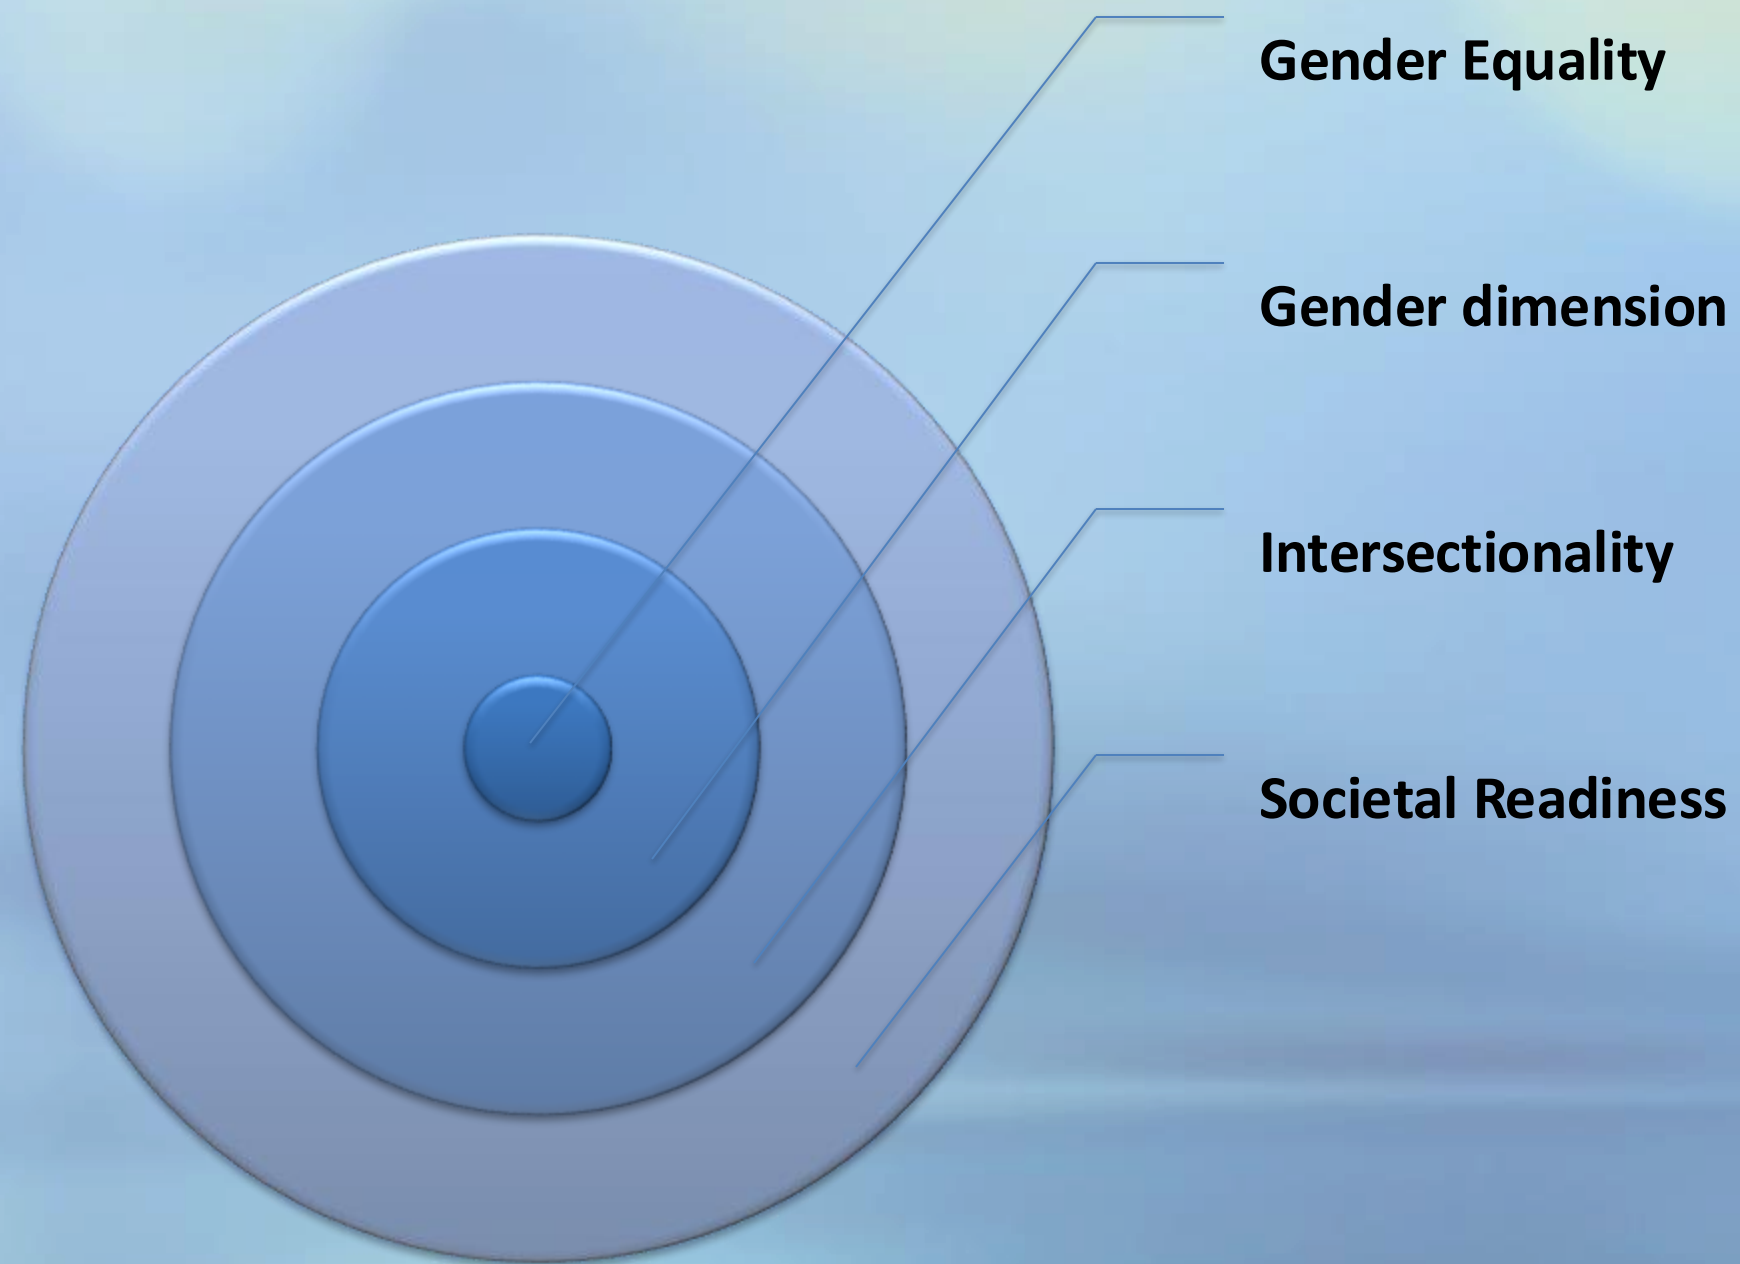 Gender Equality
Gender dimension
Intersectionality
Societal Readiness